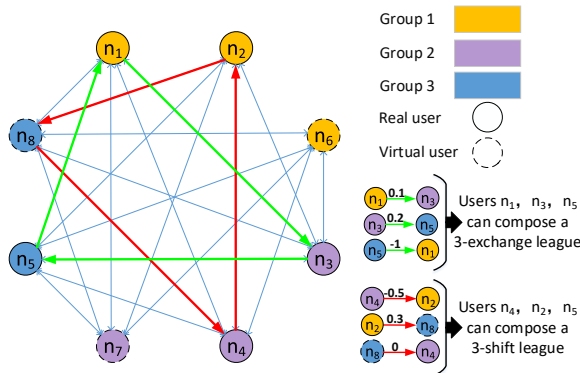 Group 1
Group 2
Group 3
Real user
Virtual user
n1
n2
n8
n6
n5
n3
n7
n4
n1 0.1 n3
n3 0.2 n5
n5 -1 n1
Users n1, n3, n5
can compose a
3-exchange league
n4 -0.5 n2
n2 0.3 n8
n8 0 n4
Users n4, n2, n5
can compose a
3-shift league